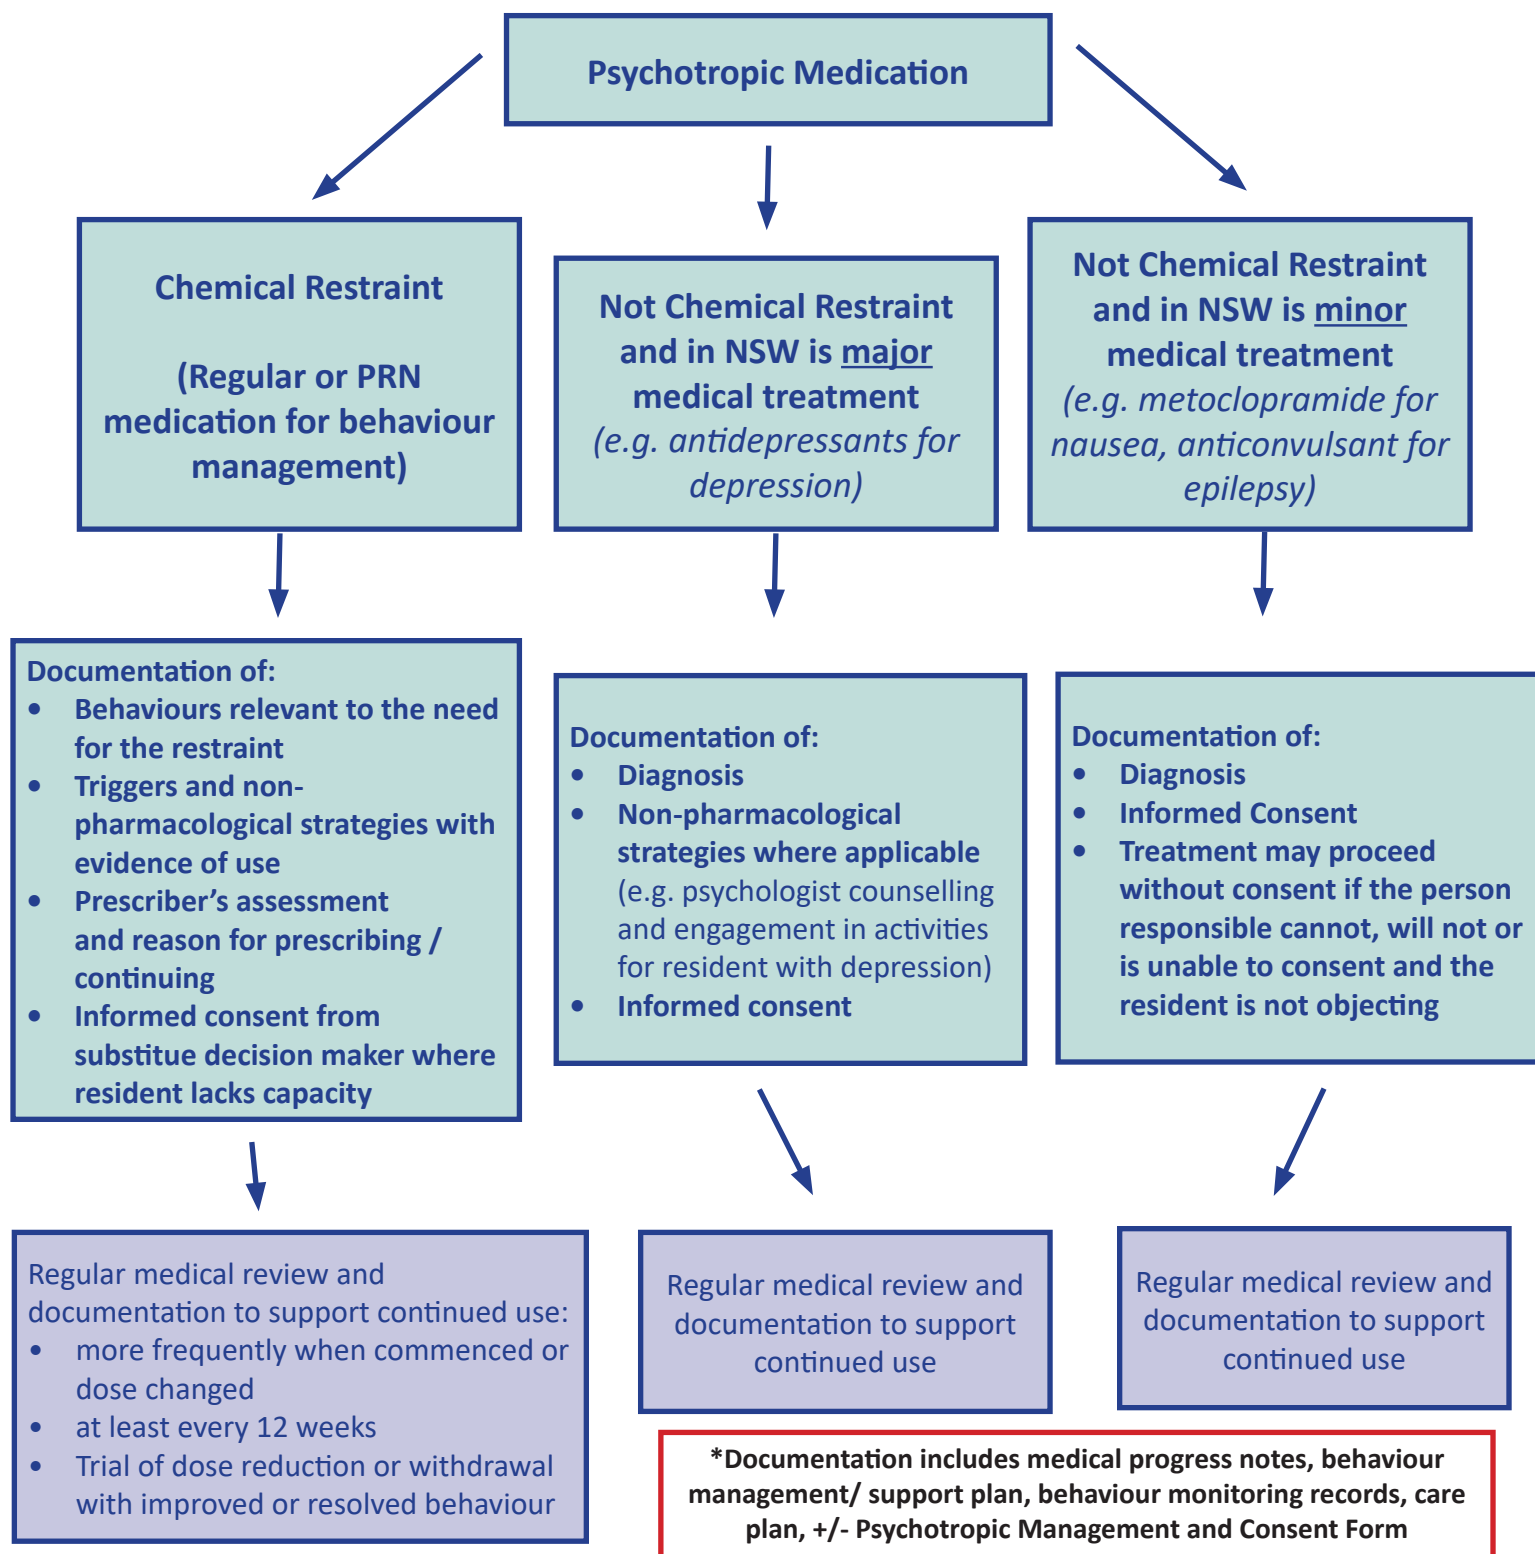 Psychotropic Medication
Chemical Restraint
(Regular or PRN
medication for behaviour
management)
Not Chemical Restraint
and in NSW is major
medical treatment
(e.g. antidepressants for
depression)
Not Chemical Restraint
and in NSW is minor
medical treatment
(e.g. metoclopramide for
nausea, anticonvulsant for
epilepsy)
Documentation of:
• Behaviours relevant to the need
for the restraint
• Triggers and non-
pharmacological strategies with
evidence of use
• Prescriber's assessment
and reason for prescribing /
continuing
• Informed consent from
substitue decision maker where
resident lacks capacity
Documentation of:
• Diagnosis
• Non-pharmacological
strategies where applicable
(e.g. psychologist counselling
and engagement in activities
for resident with depression)
• Informed consent
Documentation of:
• Diagnosis
• Informed Consent
• Treatment may proceed
without consent if the person
responsible cannot, will not or
is unable to consent and the
resident is not objecting
Regular medical review and
documentation to support continued use:
• more frequently when commenced or
dose changed
• at least every 12 weeks
• Trial of dose reduction or withdrawal
with improved or resolved behaviour
Regular medical review and
documentation to support
continued use
Regular medical review and
documentation to support
continued use
*Documentation includes medical progress notes, behaviour
management/ support plan, behaviour monitoring records, care
plan, +/- Psychotropic Management and Consent Form